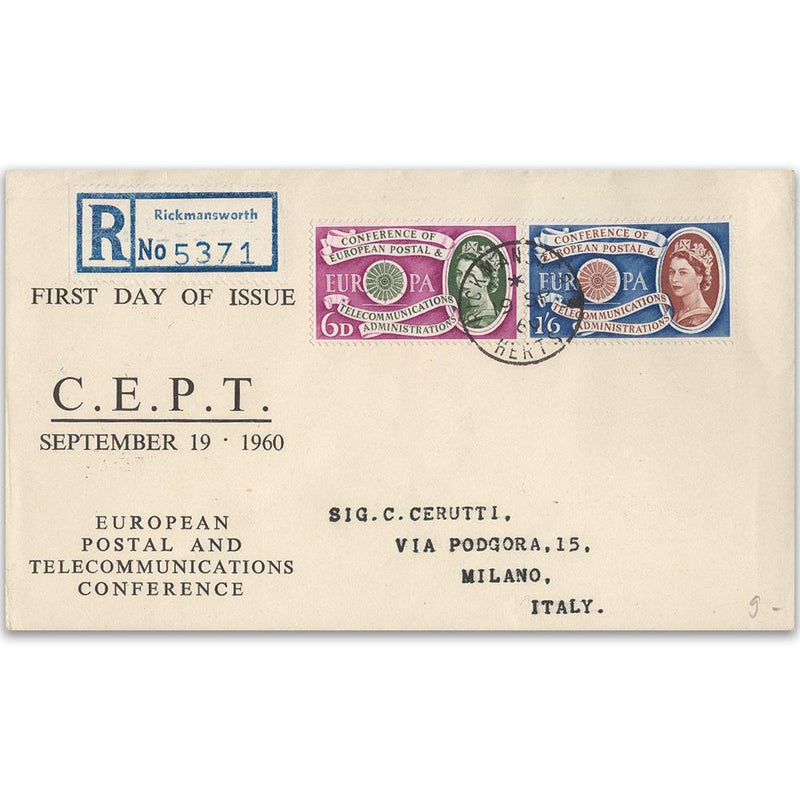 Rickmansworth
R No 5371
FIRST DAY OF ISSUE
C.E.P.T.
SEPTEMBER 19 · 1960
EUROPEAN
POSTAL AND
TELECOMMUNICATIONS
CONFERENCE
CONFERENCE OF
EUROPEAN POSTAL &
EUROPA
TELECOMMUNICATIONS
ADMINISTRATIONS
6D
CONFERENCE OF
EUROPEAN POSTAL &
EUROPA
TELECOMMUNICATIONS
ADMINISTRATIONS
1/6
HERTS
SIG.C.CERUTTI,
VIA PODGORA,15,
MILANO,
ITALY.
9-